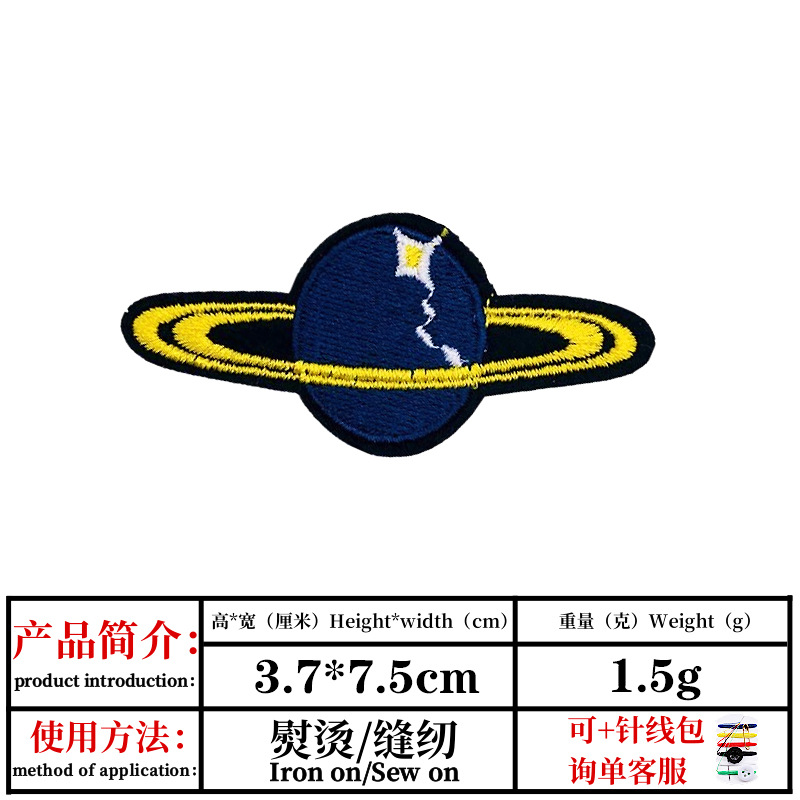 产品简介：
product introduction：
高*宽（厘米）Height*width（cm）
3.7*7.5cm
重量（克）Weight（g）
1.5g
使用方法：
method of application：
熨烫/缝纫
Iron on/Sew on
可+针线包
询单客服